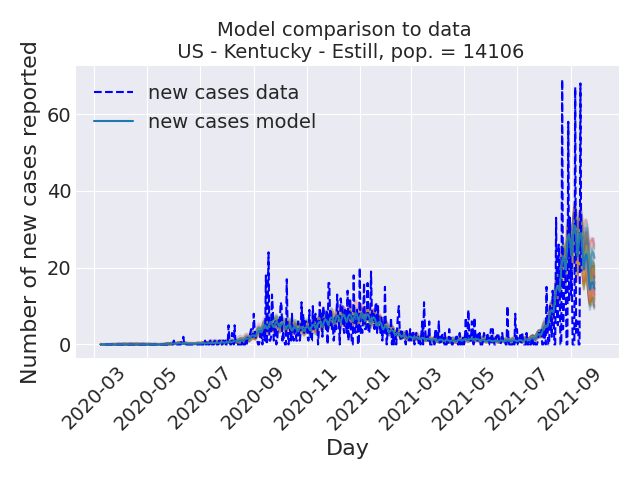 Model comparison to data
US - Kentucky - Estill, pop. = 14106
Number of new cases reported
new cases data
new cases model
60
40
20
0
2020-03
2020-05
2020-07
2020-09
2020-11
2021-01
2021-03
2021-05
2021-07
2021-09
Day